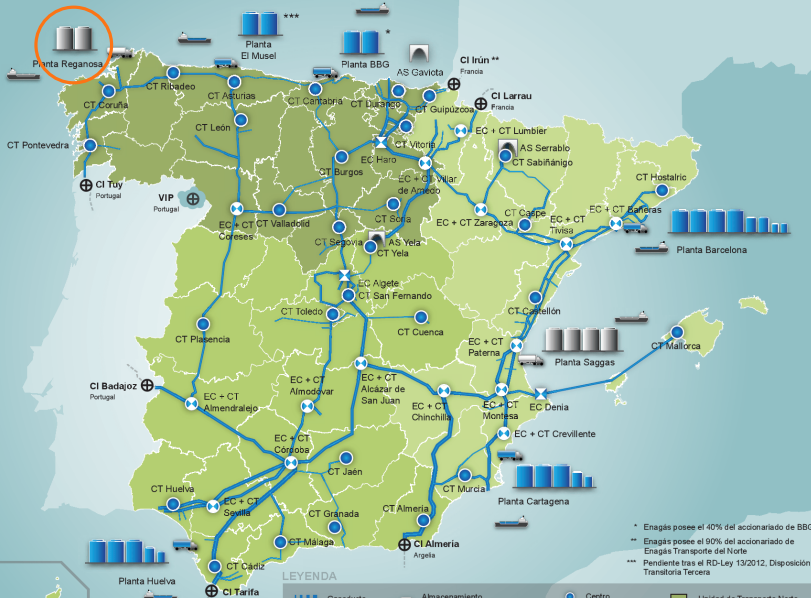 ***
Planta
El Musel
*
Planta BBG
AS Gaviota
CI Irún **
Francia
Planta Reganosa
CT Ribadeo
CT Coruña
CT Asturias
CT Cantabria
CT Durango
CT Guipúzcoa
CI Larrau
Francia
CT León
CT Pontevedra
CT Vitoria
EC Haro
EC + CT Lumbier
AS Serrablo
CT Sabiñánigo
CT Burgos
EC + CT Villar
de Arnedo
CT Hostalric
CI Tuy
Portugal
VIP
Portugal
EC + CT
Coreses
CT Valladolid
CT Soria
EC + CT Zaragoza
CT Caspe
EC + CT
Tivisa
EC + CT Bañeras
Planta Barcelona
CT Segovia
AS Yela
CT Yela
EC Algete
CT San Fernando
CT Toledo
CT Cuenca
CT Castellón
CT Plasencia
EC + CT
Paterna
Planta Saggas
CT Mallorca
CI Badajoz
Portugal
EC + CT
Almendralejo
EC + CT
Almodóvar
EC + CT
Alcázar de
San Juan
EC + CT
Chinchilla
EC + CT
Montesa
EC Denia
EC + CT
Córdoba
EC + CT Crevillente
CT Jaén
CT Huelva
EC + CT
Sevilla
CT Murcia
Planta Cartagena
CT Granada
CT Almería
CT Málaga
CI Almería
Argelia
Planta Huelva
CT Cádiz
CI Tarifa
* Enagás posee el 40% del accionariado de BBG
** Enagás posee el 90% del accionariado de
Enagás Transporte del Norte
*** Pendiente tras el RD-Ley 13/2012, Disposición
Transitoria Tercera
LEYENDA
Gasoducto
Almacenamiento
Centro
Unidad de Transporte Norte